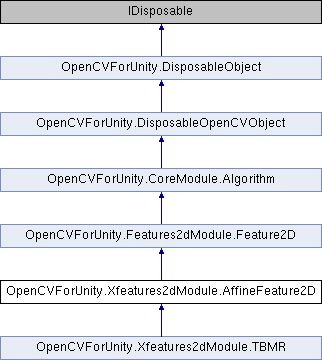 IDisposable
OpenCVForUnity.DisposableObject
OpenCVForUnity.DisposableOpenCVObject
OpenCVForUnity.CoreModule.Algorithm
OpenCVForUnity.Features2dModule.Feature2D
OpenCVForUnity.Xfeatures2dModule.AffineFeature2D
OpenCVForUnity.Xfeatures2dModule.TBMR